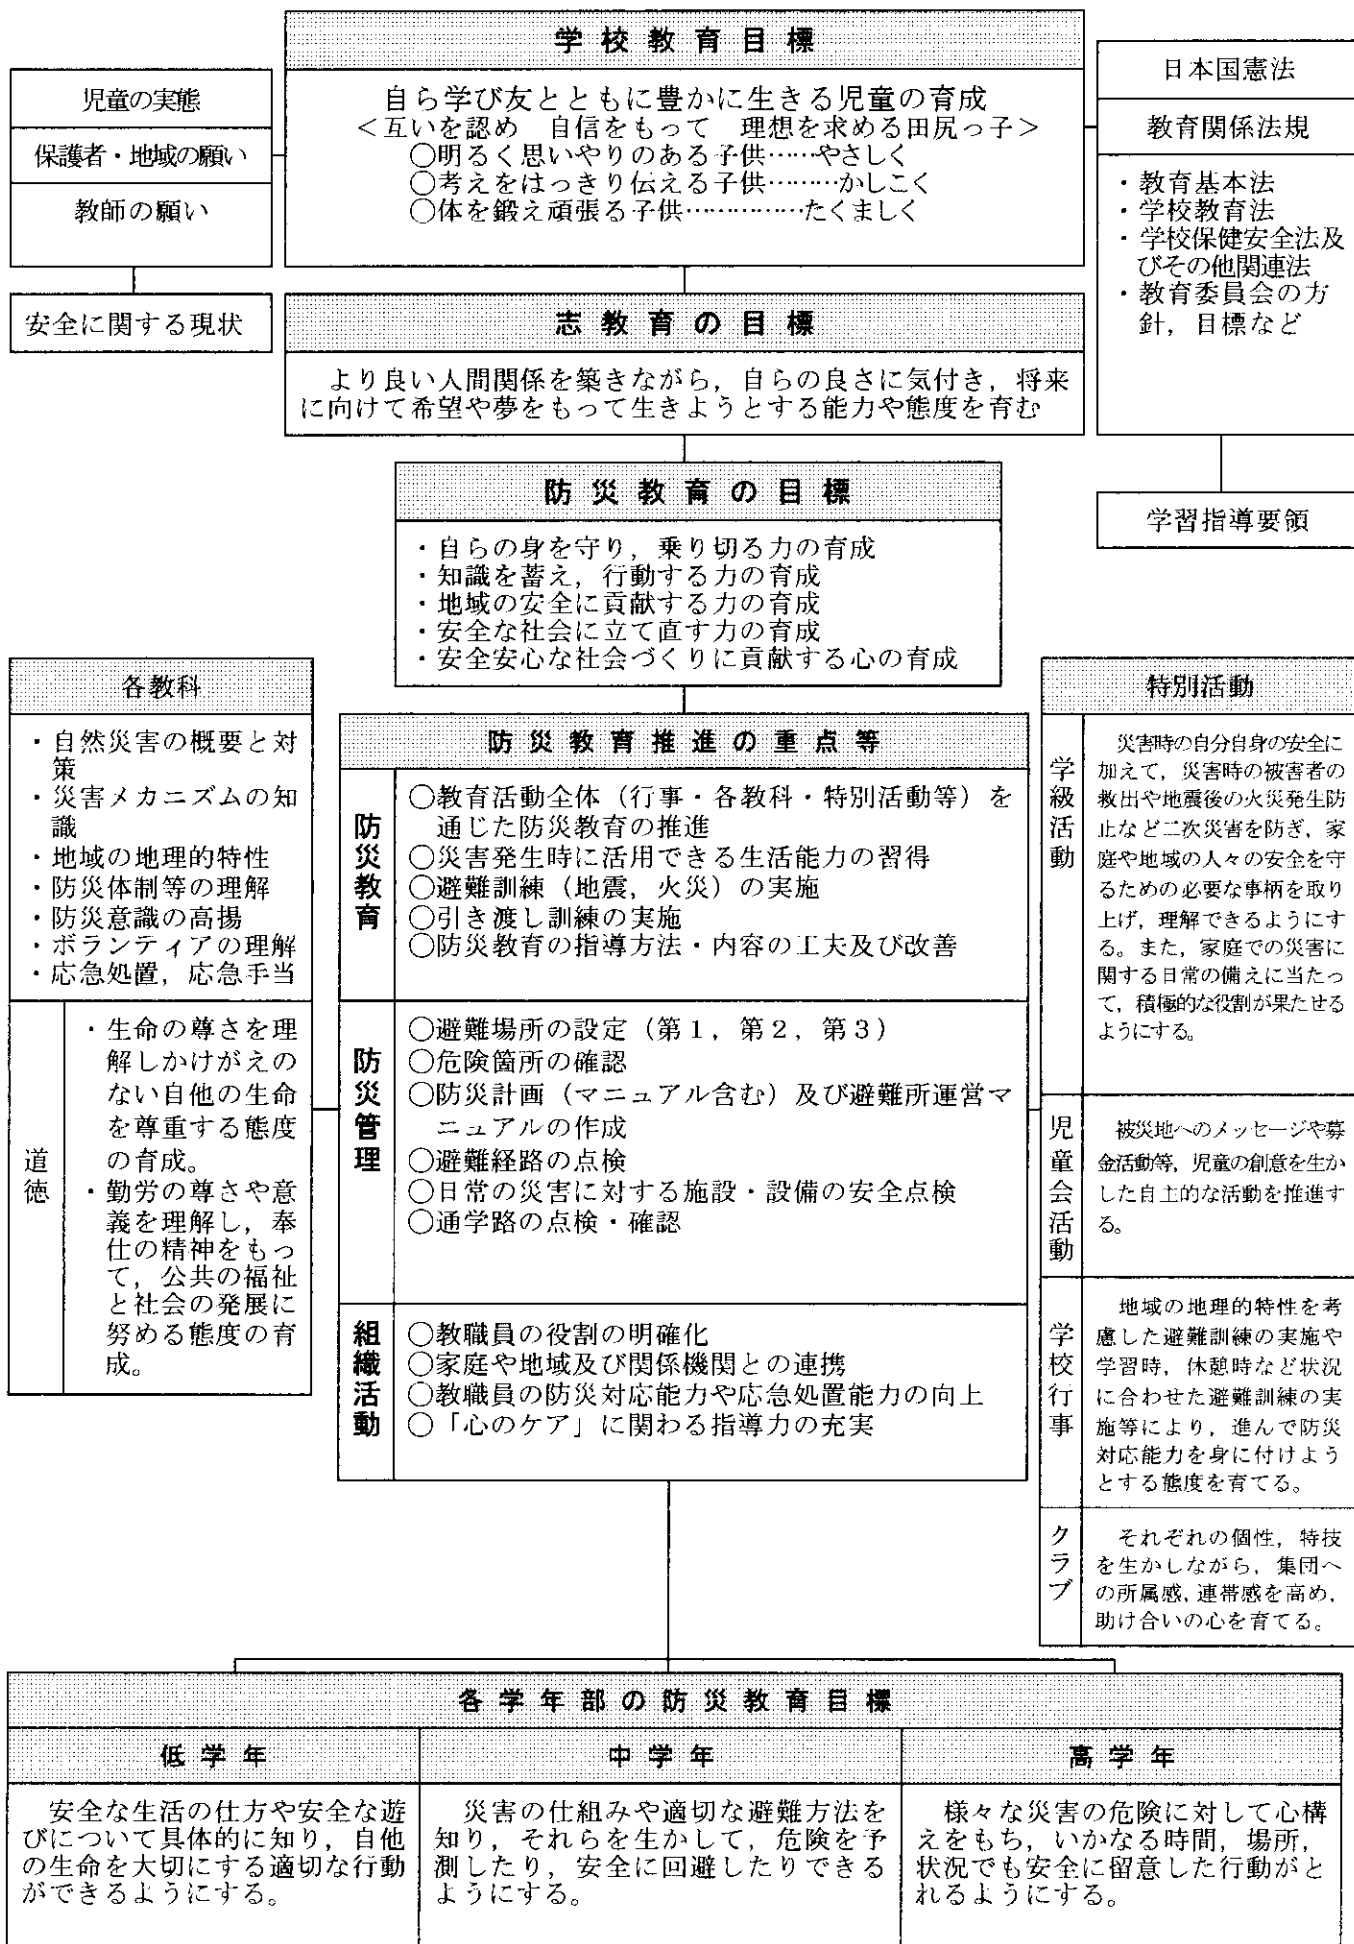 学校教育目標
自ら学び友とともに豊かに生きる児童の育成
＜互いを認め　自信をもって　理想を求める田尻っ子＞
○明るく思いやりのある子供……やさしく
○考えをはっきり伝える子供………かしこく
○体を鍛え頑張る子供……………たくましく
児童の実態
保護者・地域の願い
教師の願い
安全に関する現状
日本国憲法
教育関係法規
・教育基本法
・学校教育法
・学校保健安全法及
びその他関連法
・教育委員会の方
針，目標など
学習指導要領
志教育の目標
より良い人間関係を築きながら，自らの良さに気付き，将来
に向けて希望や夢をもって生きようとする能力や態度を育む
防災教育の目標
・自らの身を守り，乗り切る力の育成
・知識を蓄え，行動する力の育成
・地域の安全に貢献する力の育成
・安全な社会に立て直す力の育成
・安全安心な社会づくりに貢献する心の育成
各教科
・自然災害の概要と対
策
・災害メカニズムの知
識
・地域の地理的特性
・防災体制等の理解
・防災意識の高揚
・ボランティアの理解
・応急処置，応急手当
道徳
・生命の尊さを理
解しかけがえの
ない自他の生命
を尊重する態度
の育成。
・勤労の尊さや意
義を理解し，奉
仕の精神をもっ
て，公共の福祉
と社会の発展に
努める態度の育
成。
防災教育推進の重点等
防災教育
○教育活動全体（行事・各教科・特別活動等）を
通じた防災教育の推進
○災害発生時に活用できる生活能力の習得
○避難訓練（地震，火災）の実施
○引き渡し訓練の実施
○防災教育の指導方法・内容の工夫及び改善
防災管理
○避難場所の設定（第１，第２，第３）
○危険箇所の確認
○防災計画（マニュアル含む）及び避難所運営マ
ニュアルの作成
○避難経路の点検
○日常の災害に対する施設・設備の安全点検
○通学路の点検・確認
組織活動
○教職員の役割の明確化
○家庭や地域及び関係機関との連携
○教職員の防災対応能力や応急処置能力の向上
○「心のケア」に関わる指導力の充実
特別活動
学級活動
災害時の自分自身の安全に
加えて，災害時の被害者の
救出や地震後の火災発生防
止など二次災害を防ぎ，家
庭や地域の人々の安全を守
るための必要な事柄を取り
上げ，理解できるようにす
る。また，家庭での災害に
関する日常の備えに当たっ
て，積極的な役割が果たせる
ようにする。
児童会活動
被災地へのメッセージや募
金活動等，児童の創意を生か
した自主的な活動を推進す
る。
学校行事
地域の地理的特性を考
慮した避難訓練の実施や
学習時，休憩時など状況
に合わせた避難訓練の実
施等により，進んで防災
対応能力を身に付けよう
とする態度を育てる。
クラブ
それぞれの個性，特技
を生かしながら，集団へ
の所属感，連帯感を高め，
助け合いの心を育てる。
各学年部の防災教育目標
低学年
安全な生活の仕方や安全な遊
びについて具体的に知り，自他
の生命を大切にする適切な行動
ができるようにする。
中学年
災害の仕組みや適切な避難方法を
知り，それらを生かして，危険を予
測したり，安全に回避したりできる
ようにする。
高学年
様々な災害の危険に対して心構
えをもち，いかなる時間，場所，
状況でも安全に留意した行動がと
れるようにする。